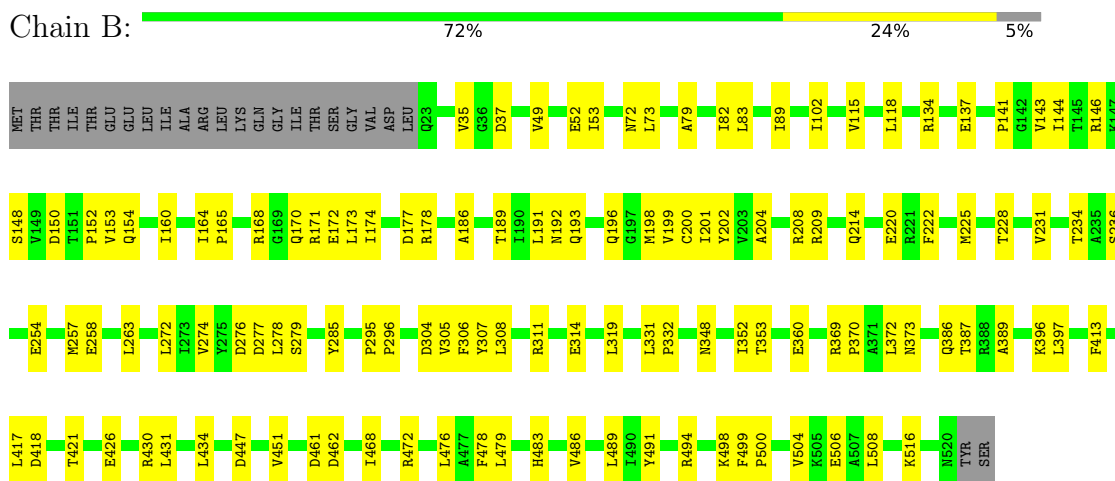 Chain B:
72% 24% 5%
MET THR THR ILE THR GLU GLU LEU ILE ALA ARG LEU LYS GLN GLY ILE THR SER GLY VAL ASP LEU Q23 V35 G36 D37 V49 E52 I53 N72 L73 A79 I82 L83 I89 I102 V115 L118 R134 E137 P141 G142 V143 I144 T145 R146 K147
S148 V149 D150 T151 P152 V153 Q154 I160 I164 P165 R168 G169 Q170 R171 E172 L173 I174 D177 R178 A186 T189 I190 L191 N192 Q193 Q196 G197 M198 V199 C200 I201 Y202 V203 A204 R208 R209 Q214 E220 R221 F222 M225 T228 V231 T234 A235 S236
E254 M257 E258 L263 L272 I273 V274 Y275 D276 D277 L278 S279 Y285 P295 P296 D304 V305 F306 Y307 L308 R311 E314 L319 L331 P332 N348 I352 T353 E360 R369 P370 A371 L372 N373 Q386 T387 R388 A389 K396 L397 F413
L417 D418 T421 E426 R430 L431 L434 D447 V451 D461 D462 I468 R472 L476 A477 F478 L479 H483 V486 L489 I490 Y491 R494 K498 F499 P500 V504 K505 E506 A507 L508 K516 N520 TYR SER